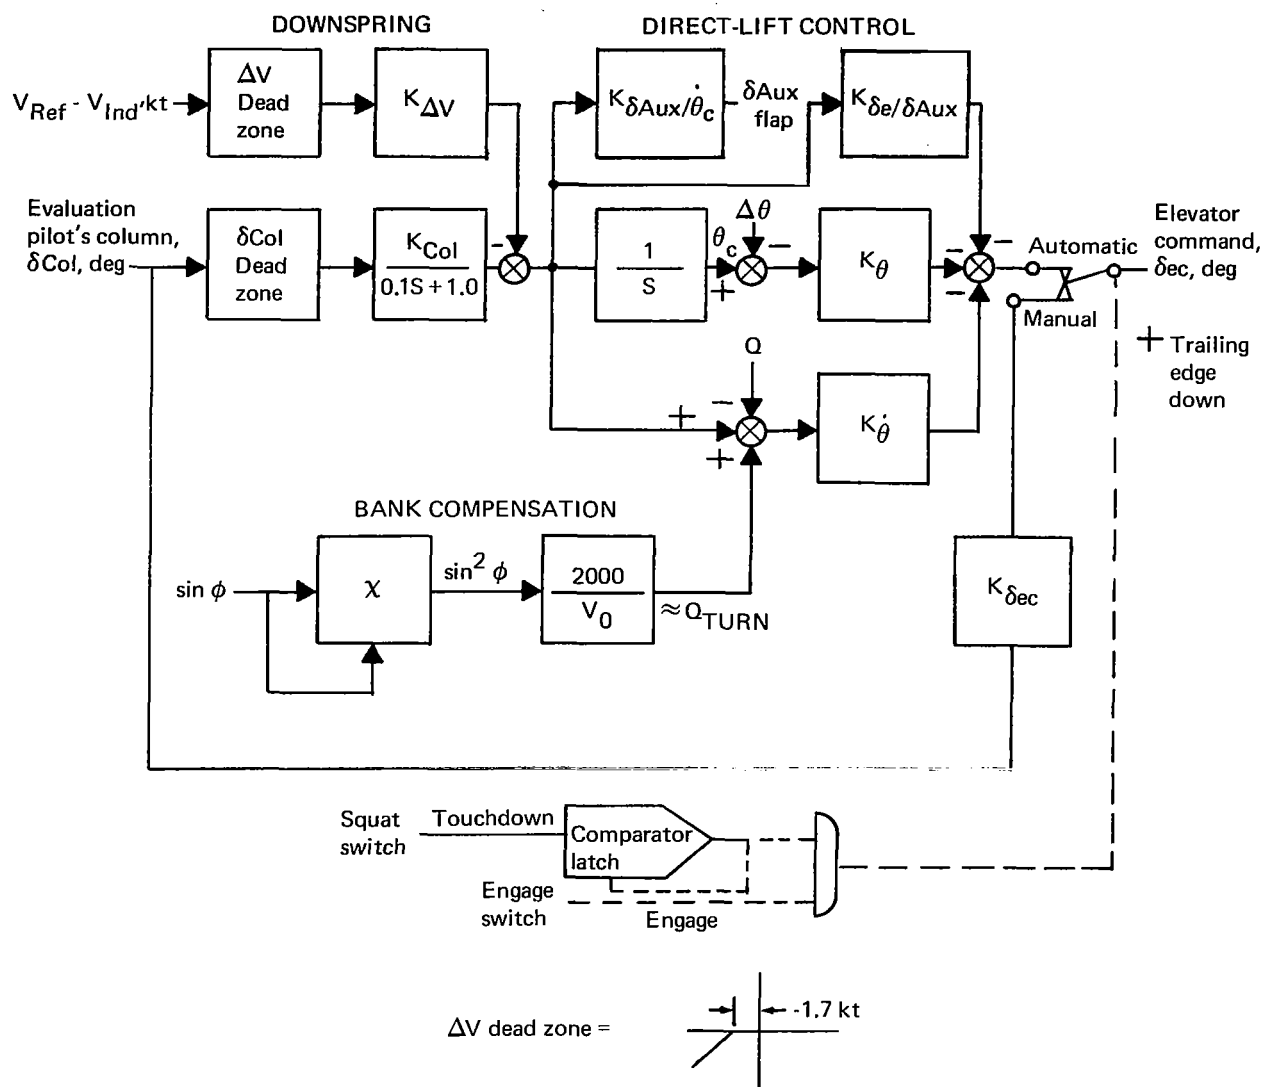 DOWNSPRING
DIRECT-LIFT CONTROL
V_Ref - V_Ind, kt
ΔV
Dead
zone
K_ΔV
K_δAux/θ̇_c
δAux
flap
K_δe/δAux
Evaluation
pilot's column,
δCol, deg
δCol
Dead
zone
K_Col
0.1S + 1.0
-
1
S
θ_c
+
Δθ
-
K_θ
-
-
-
Automatic
Manual
Elevator
command,
δec, deg
+ Trailing
edge
down
Q
-
+
+
K_θ̇
BANK COMPENSATION
sin φ
χ
sin² φ
2000
V_0
≈Q_TURN
K_δec
Squat
switch
Touchdown
Comparator
latch
Engage
switch
Engage
ΔV dead zone =
-1.7 kt